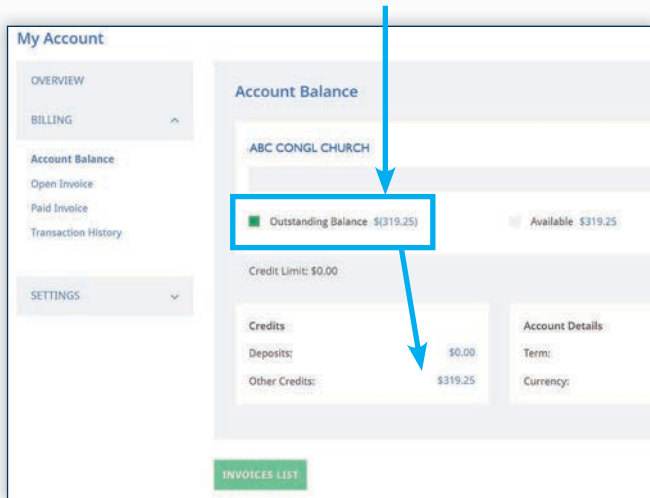 My Account
OVERVIEW
BILLING
Account Balance
Open Invoice
Paid Invoice
Transaction History
SETTINGS
Account Balance
ABC CONGL CHURCH
Outstanding Balance $(319.25)
Available $319.25
Credit Limit: $0.00
Credits
Deposits: $0.00
Other Credits: $319.25
Account Details
Term:
Currency:
INVOICES LIST